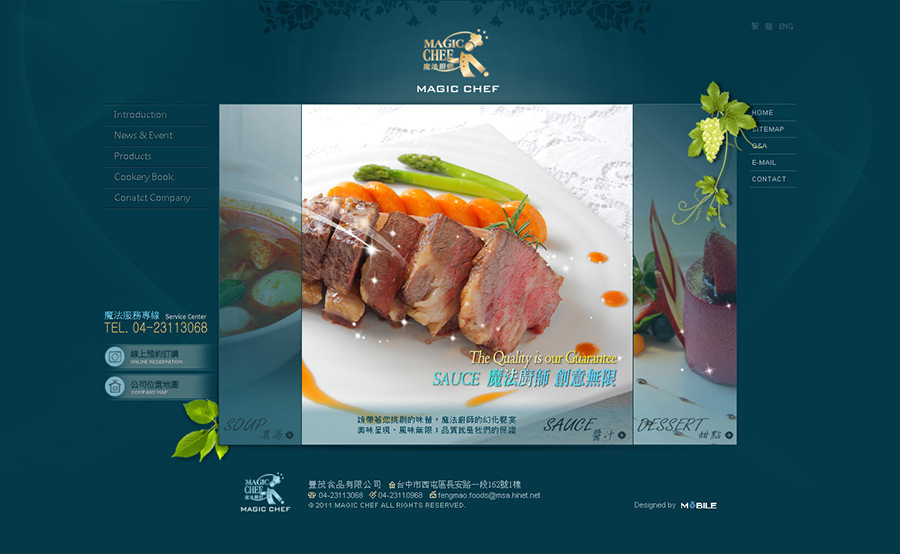 繁 簡 ENG
MAGIC
CHEF
魔法廚師
MAGIC CHEF
Introduction
News & Event
Products
Cookery Book
Conatct Company
HOME
SITEMAP
Q&A
E-MAIL
CONTACT
魔法服務專線 Service Center
TEL. 04-23113068
線上預約訂購
ONLINE RESERVATION
公司位置地圖
COMPANY MAP
The Quality is our Guarantee
SAUCE 魔法廚師 創意無限
請帶著您挑剔的味蕾，魔法廚師的幻化饗宴
美味呈現、風味無限；品質就是我們的保證
SOUP
濃湯
SAUCE
醬汁
DESSERT
甜點
MAGIC
CHEF
魔法廚師
MAGIC CHEF
豐茂食品有限公司 台中市西屯區長安路一段162號1樓
04-23113068 04-23110968 fengmao.foods@msa.hinet.net
© 2011 MAGIC CHEF ALL RIGHTS RESERVED.
Designed by MOBILE